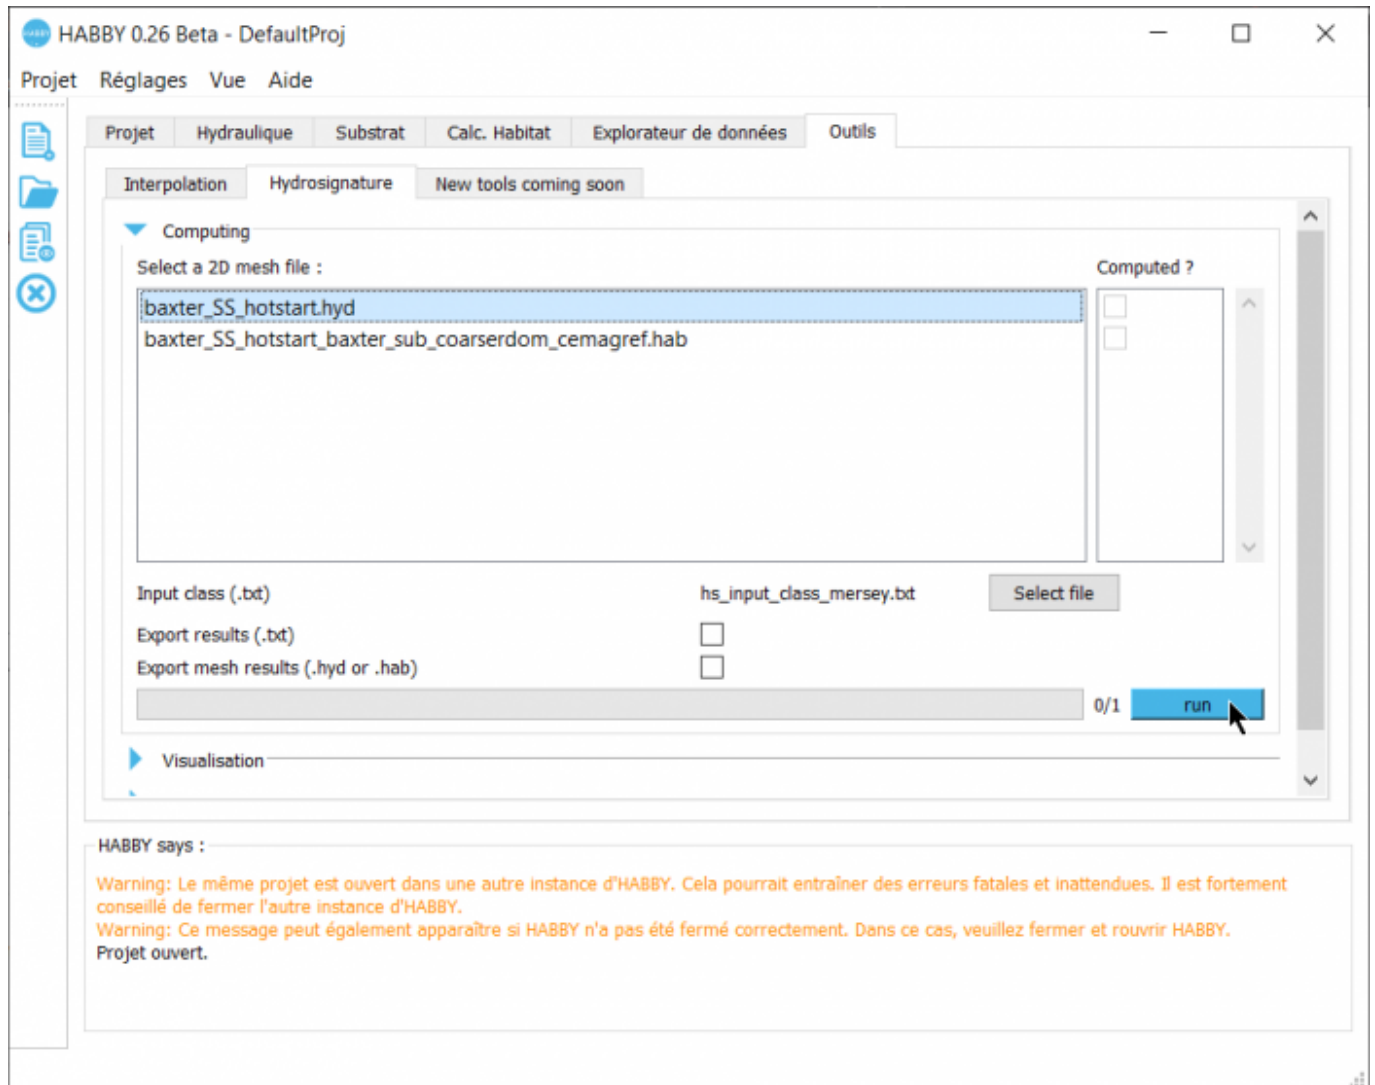 HABBY 0.26 Beta - DefaultProj
Projet Réglages Vue Aide
Projet Hydraulique Substrat Calc. Habitat Explorateur de données Outils
Interpolation Hydrosignature New tools coming soon
Computing
Select a 2D mesh file : Computed ?
baxter_SS_hotstart.hyd
baxter_SS_hotstart_baxter_sub_coarserdom_cemagref.hab
Input class (.txt) hs_input_class_mersey.txt Select file
Export results (.txt)
Export mesh results (.hyd or .hab)
0/1 run
Visualisation
HABBY says :
Warning: Le même projet est ouvert dans une autre instance d'HABBY. Cela pourrait entraîner des erreurs fatales et inattendues. Il est fortement
conseillé de fermer l'autre instance d'HABBY.
Warning: Ce message peut également apparaître si HABBY n'a pas été fermé correctement. Dans ce cas, veuillez fermer et rouvrir HABBY.
Projet ouvert.